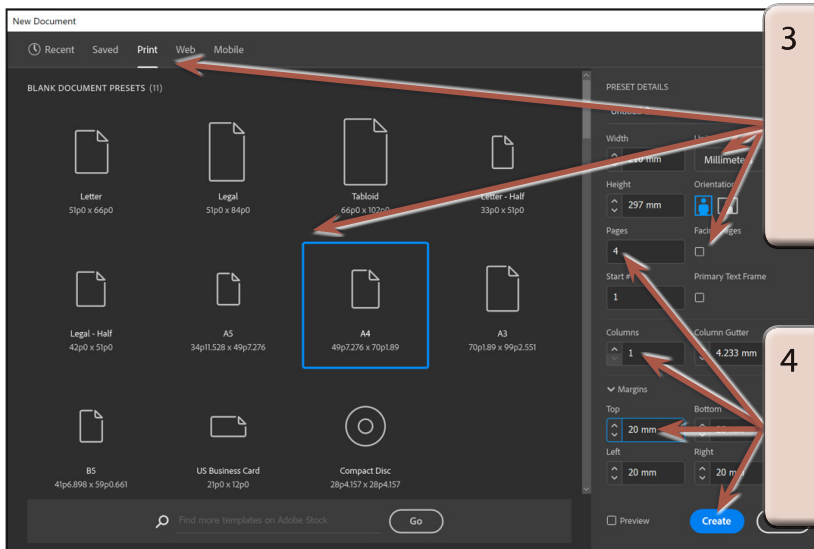 New Document
Recent Saved Print Web Mobile
BLANK DOCUMENT PRESETS (11)
Letter
51p0 x 66p0
Legal
51p0 x 84p0
Tabloid
66p0 x 102p0
Letter - Half
33p0 x 51p0
Legal - Half
42p0 x 51p0
A5
34p11.528 x 49p7.276
A4
49p7.276 x 70p1.89
A3
70p1.89 x 99p2.551
B5
41p6.898 x 59p0.661
US Business Card
21p0 x 12p0
Compact Disc
28p4.157 x 28p4.157
Find more templates on Adobe Stock Go
PRESET DETAILS
Width
mm
Height Orientation
297 mm
Pages
4
Start #
Primary Text Frame
1
Columns Column Gutter
1 4.233 mm
Margins
Top Bottom
20 mm
Left Right
20 mm 20
Preview Create
3
4